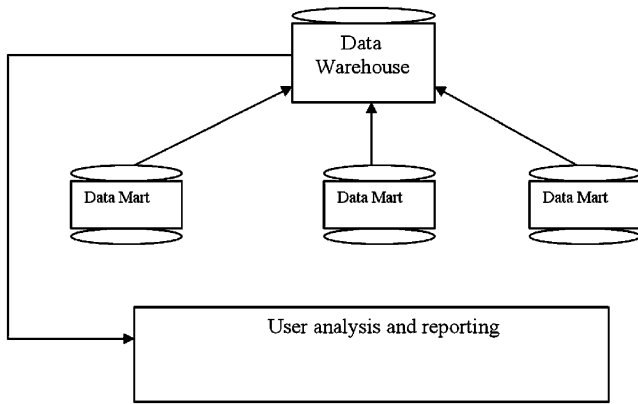 Data
Warehouse
Data Mart
Data Mart
Data Mart
User analysis and reporting